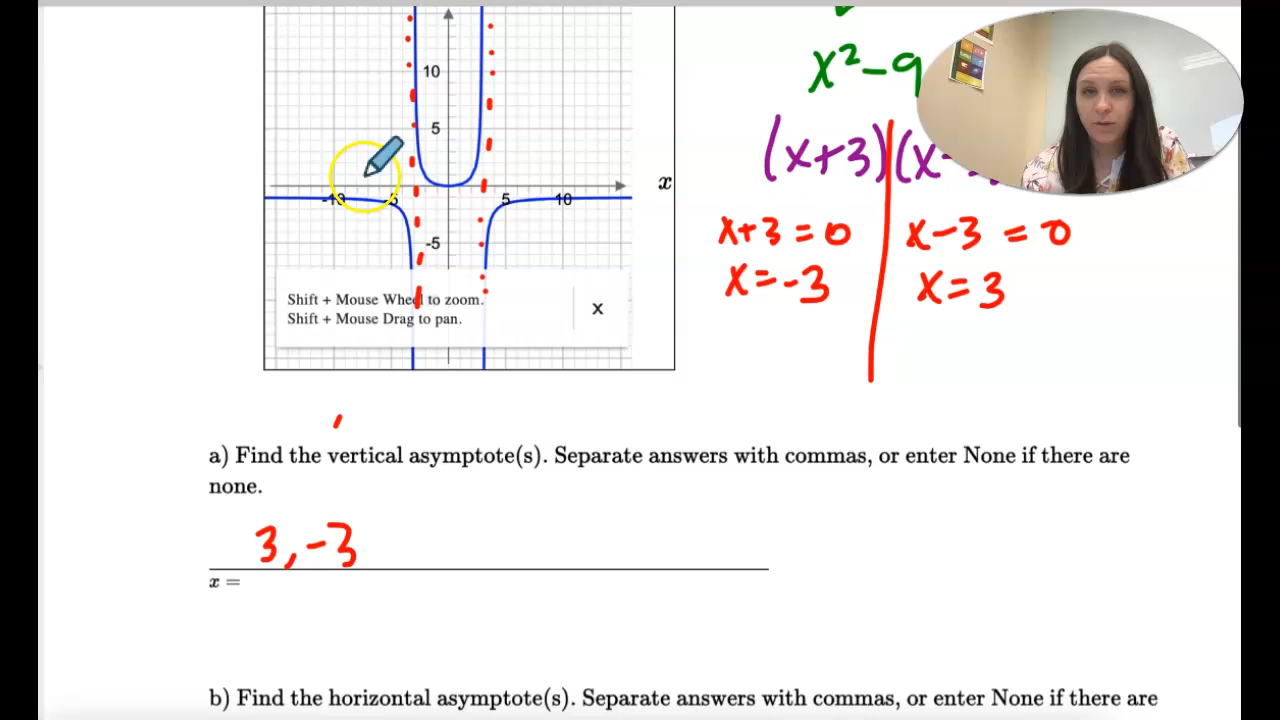 10
5
-10 -5 5 10
x
-5
Shift + Mouse Wheel to zoom.
Shift + Mouse Drag to pan.
x
x² - 9
(x+3)(x-
x+3 = 0
x = -3
x-3 = 0
x = 3
a) Find the vertical asymptote(s). Separate answers with commas, or enter None if there are
none.
3, -3
x =
b) Find the horizontal asymptote(s). Separate answers with commas, or enter None if there are